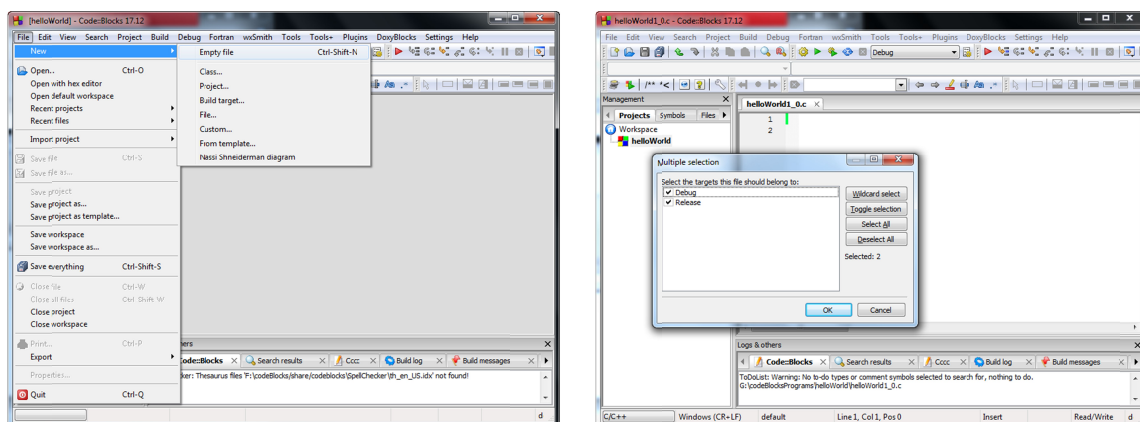 [helloWorld] - Code::Blocks 17.12
File Edit View Search Project Build Debug Fortran wxSmith Tools Tools+ Plugins DoxyBlocks Settings Help
New
Empty file Ctrl-Shift-N
Class...
Project...
Build target...
File...
Custom...
From template...
Nassi Shneiderman diagram
Open... Ctrl-O
Open with hex editor
Open default workspace
Recent projects
Recent files
Import project
Save file Ctrl-S
Save file as...
Save project
Save project as...
Save project as template...
Save workspace
Save workspace as...
Save everything Ctrl-Shift-S
Close file Ctrl-W
Close all files Ctrl-Shift-W
Close project
Close workspace
Print... Ctrl-P
Export
Properties...
Quit Ctrl-Q
hers
Code::Blocks Search results Cccc Build log Build messages
ker: Thesaurus files 'F:\codeBlocks/share/codeblocks\SpellChecker\th_en_US.idx' not found!
d
helloWorld1_0.c - Code::Blocks 17.12
File Edit View Search Project Build Debug Fortran wxSmith Tools Tools+ Plugins DoxyBlocks Settings Help
Debug
/** *<
Management
Projects Symbols Files
Workspace
helloWorld
helloWorld1_0.c
1
2
Multiple selection
Select the targets this file should belong to:
Debug
Release
Wildcard select
Toggle selection
Select All
Deselect All
Selected: 2
OK Cancel
Logs & others
Code::Blocks Search results Cccc Build log Build messages
ToDoList: Warning: No to-do types or comment symbols selected to search for, nothing to do.
G:\codeBlocksPrograms\helloWorld\helloWorld1_0.c
C/C++ Windows (CR+LF) default Line 1, Col 1, Pos 0 Insert Read/Write d